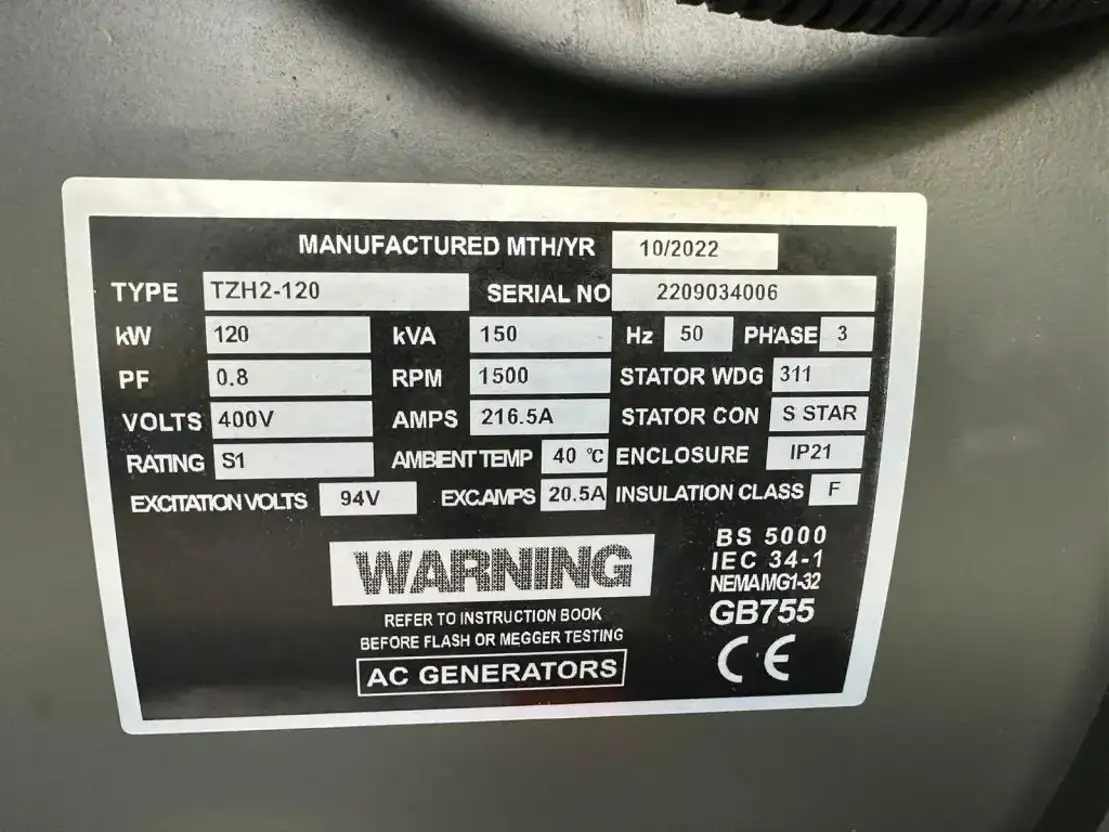 MANUFACTURED MTH/YR 10/2022
TYPE TZH2-120 SERIAL NO 2209034006
kW 120 kVA 150 Hz 50 PHASE 3
PF 0.8 RPM 1500 STATOR WDG 311
VOLTS 400V AMPS 216.5A STATOR CON S STAR
RATING S1 AMBIENT TEMP 40 ℃ ENCLOSURE IP21
EXCITATION VOLTS 94V EXC.AMPS 20.5A INSULATION CLASS F
WARNING
REFER TO INSTRUCTION BOOK
BEFORE FLASH OR MEGGER TESTING
AC GENERATORS
BS 5000
IEC 34-1
NEMAMG1-32
GB755
CE